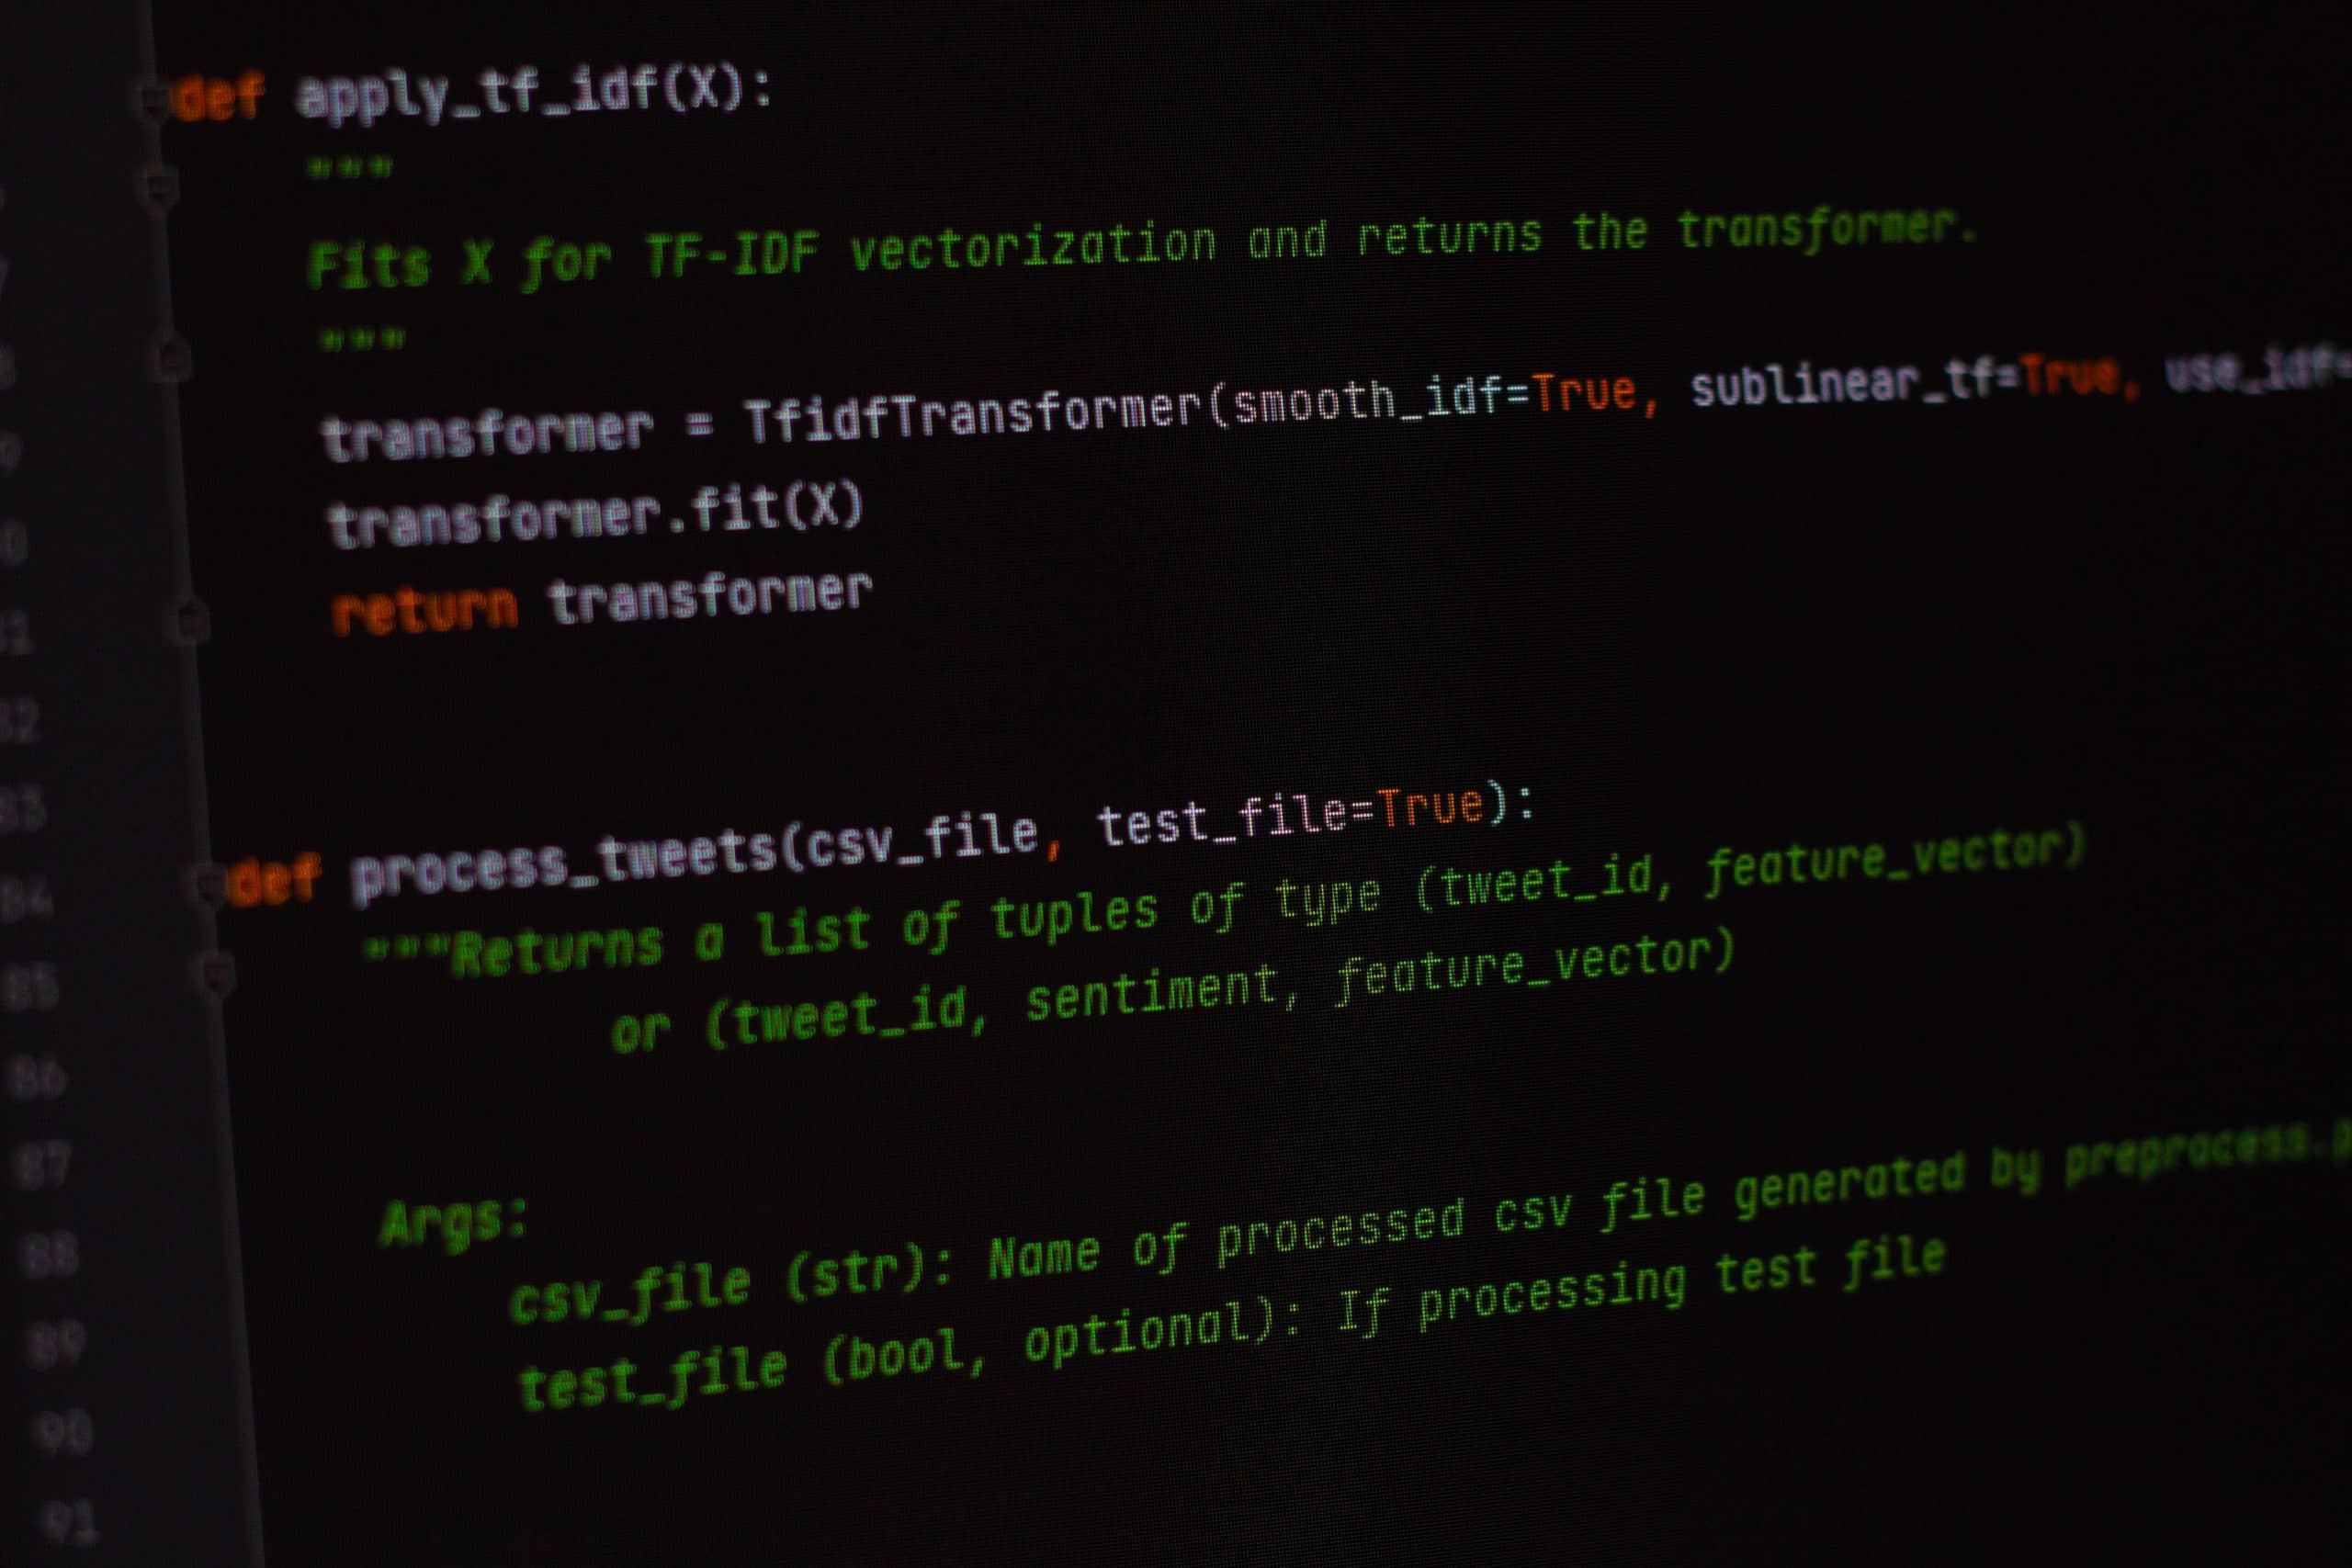 def apply_tf_idf(X):
"""
Fits X for TF-IDF vectorization and returns the transformer.
"""
transformer = TfidfTransformer(smooth_idf=True, sublinear_tf=True, use_idf=
transformer.fit(X)
return transformer
82
83
84 def process_tweets(csv_file, test_file=True):
85 """Returns a list of tuples of type (tweet_id, feature_vector)
86 or (tweet_id, sentiment, feature_vector)
87
88 Args:
89 csv_file (str): Name of processed csv file generated by preprocess.p
90 test_file (bool, optional): If processing test file
91